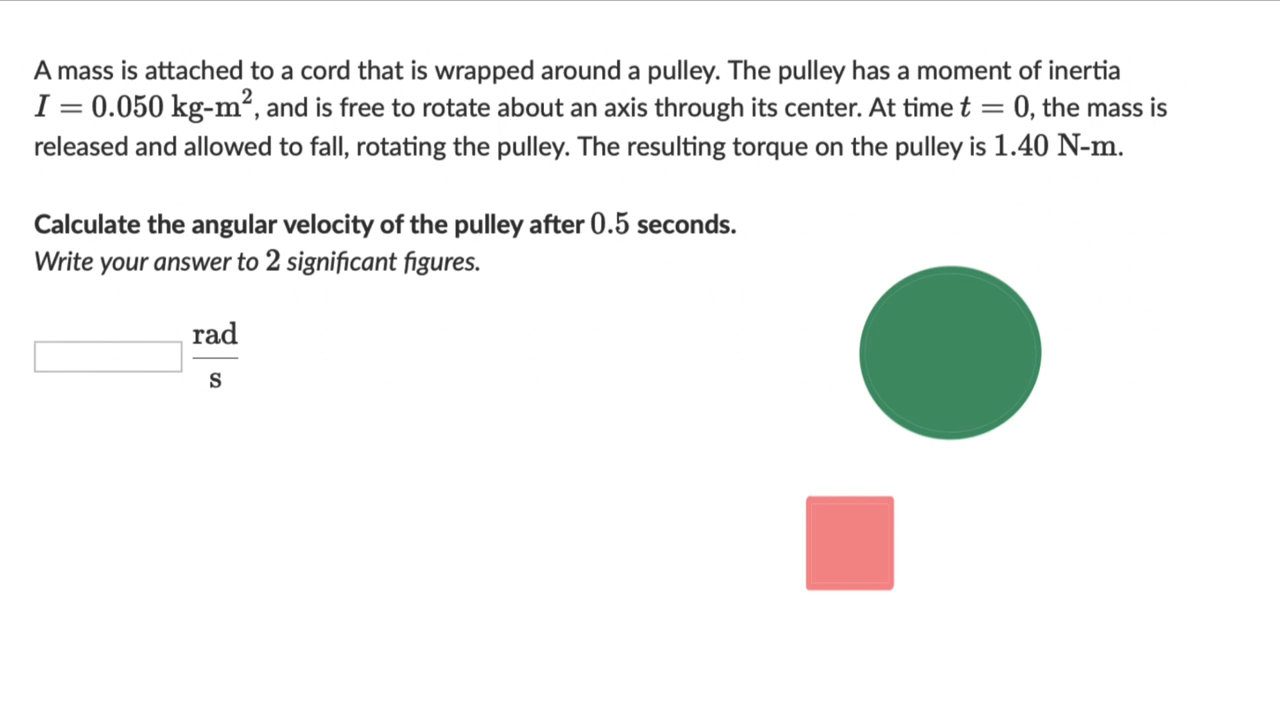 A mass is attached to a cord that is wrapped around a pulley. The pulley has a moment of inertia
I = 0.050 kg-m², and is free to rotate about an axis through its center. At time t = 0, the mass is
released and allowed to fall, rotating the pulley. The resulting torque on the pulley is 1.40 N-m.
Calculate the angular velocity of the pulley after 0.5 seconds.
Write your answer to 2 significant figures.
rad
s